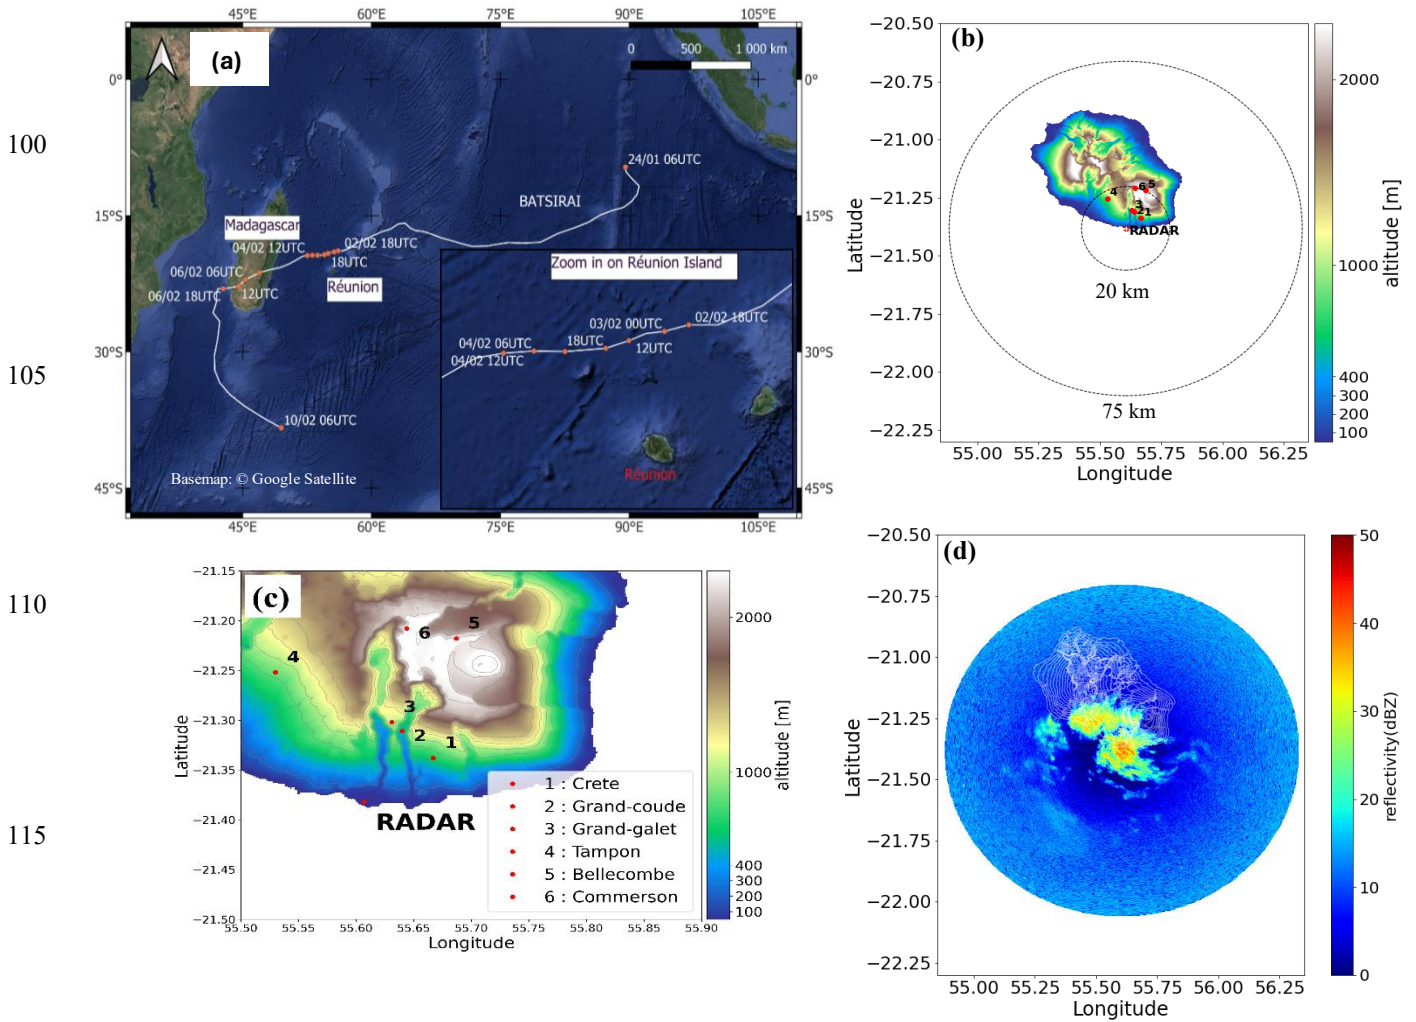 100
105
110
115
45°E 60°E 75°E 90°E 105°E
(a)
0 500 1 000 km
0° 0°
24/01 06UTC
BATSIRAI
15°S 15°S
Madagascar
04/02 12UTC 02/02 18UTC
18UTC
06/02 06UTC
Réunion
06/02 18UTC 12UTC
Zoom in on Réunion Island
03/02 00UTC 02/02 18UTC
04/02 06UTC 18UTC 12UTC
04/02 12UTC
30°S 30°S
10/02 06UTC
Réunion
Basemap: © Google Satellite
45°S 45°S
45°E 60°E 75°E 90°E 105°E
(b)
−20.50
−20.75
−21.00
−21.25
−21.50
−21.75
−22.00
−22.25
Latitude
4 6 5
3
2 1
RADAR
20 km
75 km
55.00 55.25 55.50 55.75 56.00 56.25
Longitude
2000
1000
400
300
200
100
altitude [m]
(c)
−21.15
−21.20
−21.25
−21.30
−21.35
−21.40
−21.45
−21.50
Latitude
5
6
4
3
2
1
RADAR
1 : Crete
2 : Grand-coude
3 : Grand-galet
4 : Tampon
5 : Bellecombe
6 : Commerson
55.50 55.55 55.60 55.65 55.70 55.75 55.80 55.85 55.90
Longitude
2000
1000
400
300
200
100
altitude [m]
(d)
−20.50
−20.75
−21.00
−21.25
−21.50
−21.75
−22.00
−22.25
Latitude
55.00 55.25 55.50 55.75 56.00 56.25
Longitude
50
40
30
20
10
0
reflectivity(dBZ)